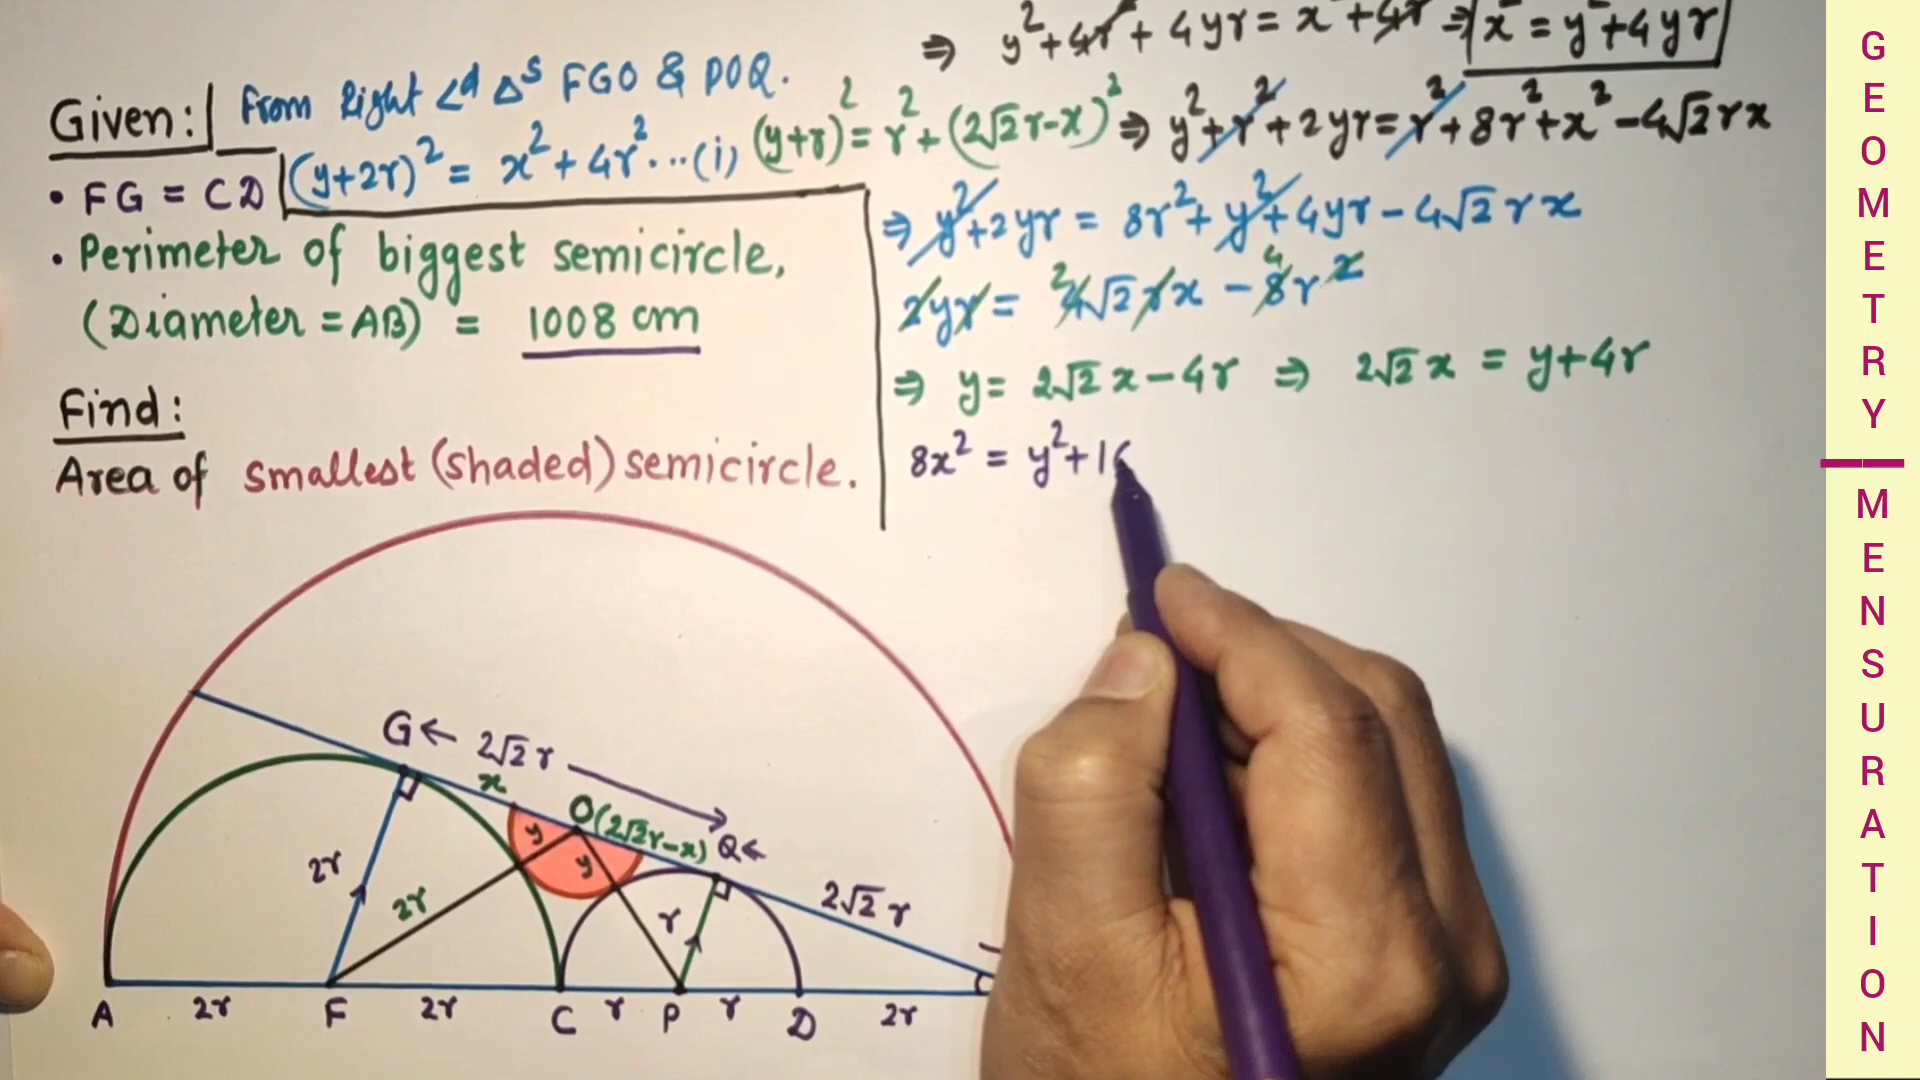 ⇒ y²+4r²+4yr = x²+4r² ⇒ x² = y²+4yr
Given: From Right ∠d Δs FGO & POQ.
(y+2r)² = x²+4r² ... (i) (y+r)² = r²+(2√2r-x)² ⇒ y²+r²+2yr = r²+8r²+x²-4√2rx
• FG = CD
⇒ y²+2yr = 8r²+y²+4yr-4√2rx
• Perimeter of biggest semicircle,
(Diameter = AB) = 1008 cm
2yr = 4√2rx - 8r² 2 4
⇒ y = 2√2x-4r ⇒ 2√2x = y+4r
Find:
Area of smallest (shaded) semicircle.
8x² = y²+16
G ← 2√2r →
x
O (2√2r-x) Q ←
y
y
2r
2r
r
2√2r
A 2r F 2r C r P r D 2r
GEOMETRY | MENSURATION